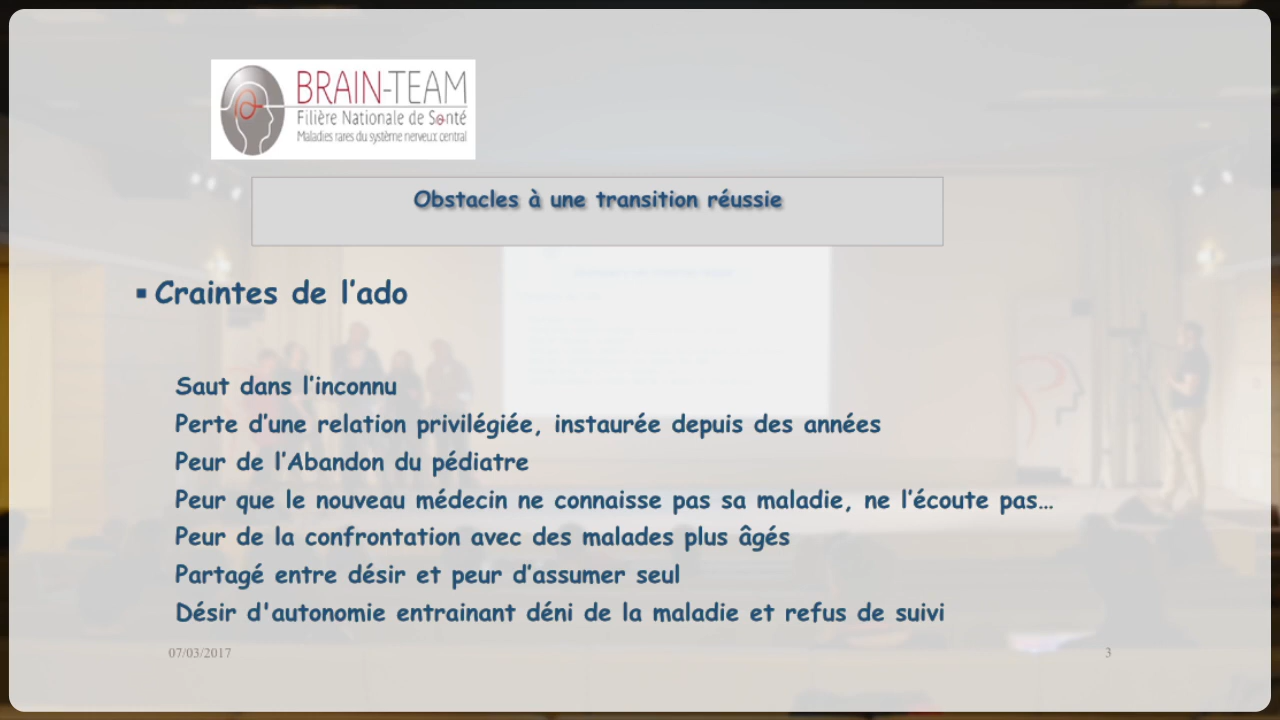 BRAIN-TEAM
Filière Nationale de Santé
Maladies rares du système nerveux central
Obstacles à une transition réussie
▪ Craintes de l’ado
Saut dans l’inconnu
Perte d’une relation privilégiée, instaurée depuis des années
Peur de l’Abandon du pédiatre
Peur que le nouveau médecin ne connaisse pas sa maladie, ne l’écoute pas…
Peur de la confrontation avec des malades plus âgés
Partagé entre désir et peur d’assumer seul
Désir d'autonomie entrainant déni de la maladie et refus de suivi
07/03/2017
3